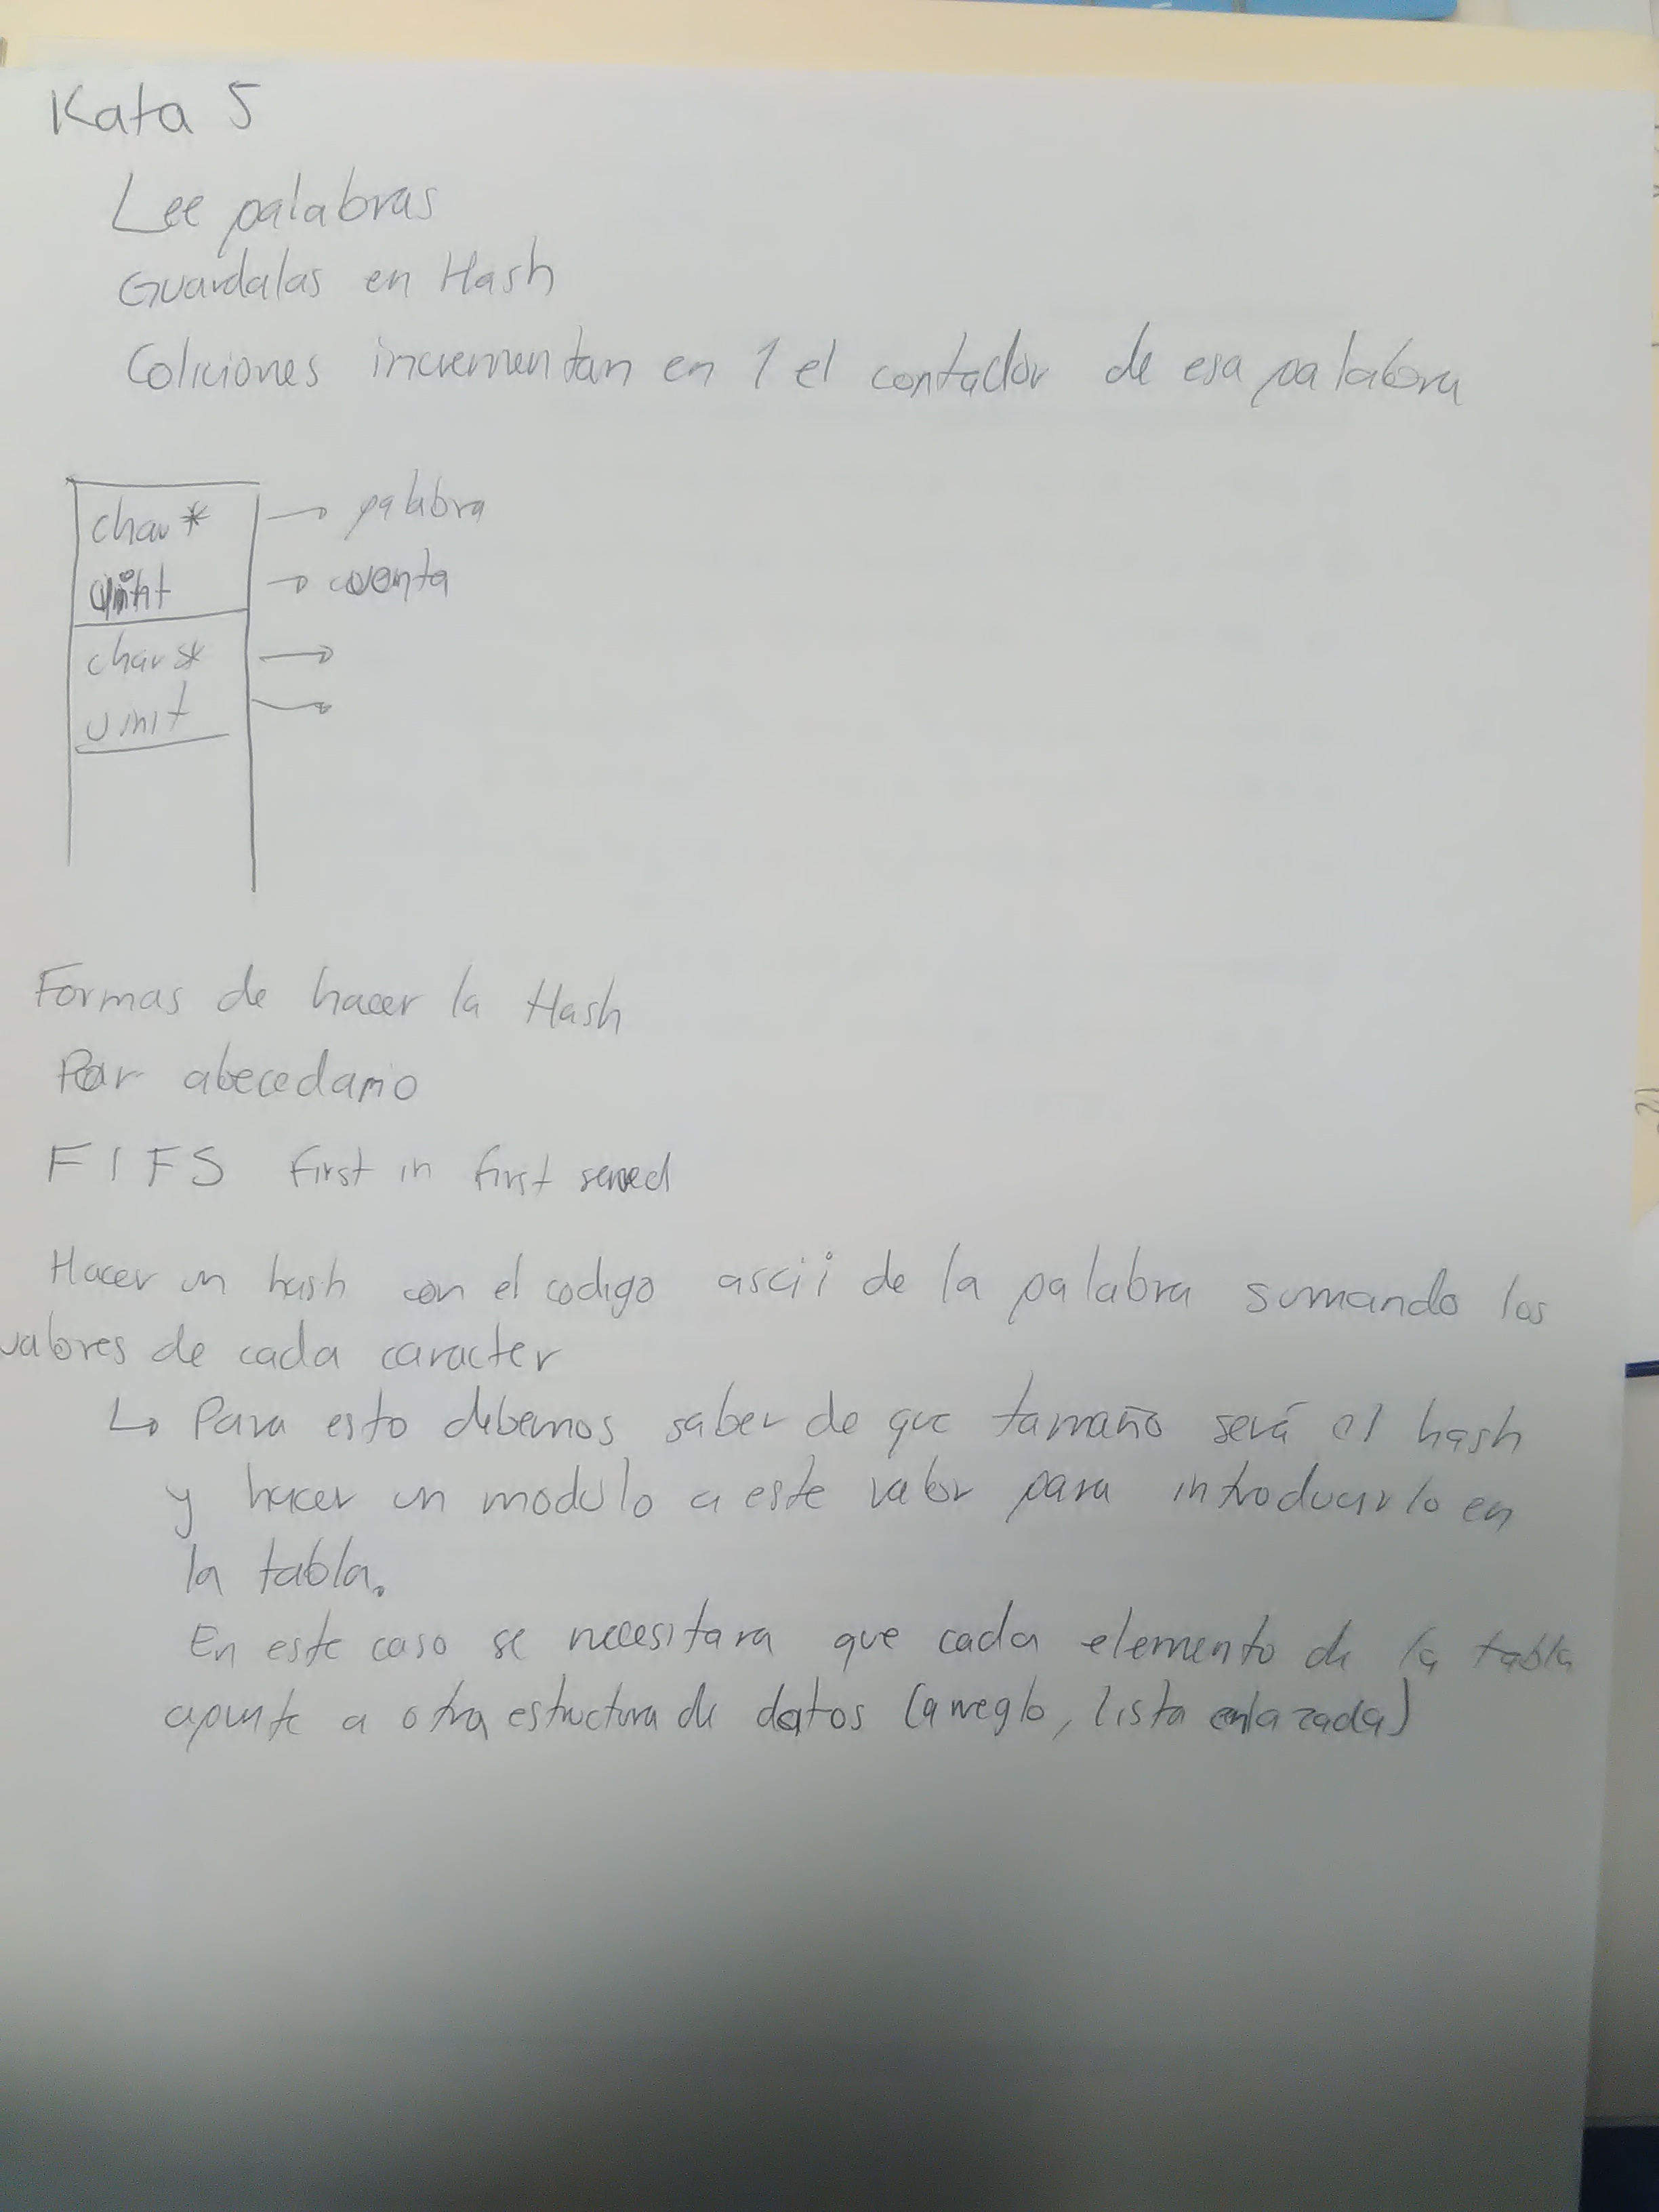 Kata 5
Lee palabras
Guardalas en Hash
Coliciones incrementan en 1 el contador de esa palabra
char* → palabra
uint → cuenta
char* →
uint →
Formas de hacer la Hash
Por abecedario
FIFS first in first served
Hacer un hash con el codigo ascii de la palabra sumando los
valores de cada caracter
↳ Para esto debemos saber de que tamaño será el hash
y hacer un modulo a este valor para introducirlo en
la tabla.
En este caso se necesitara que cada elemento de la tabla
apunte a otra estructura de datos (arreglo, lista enlazada)